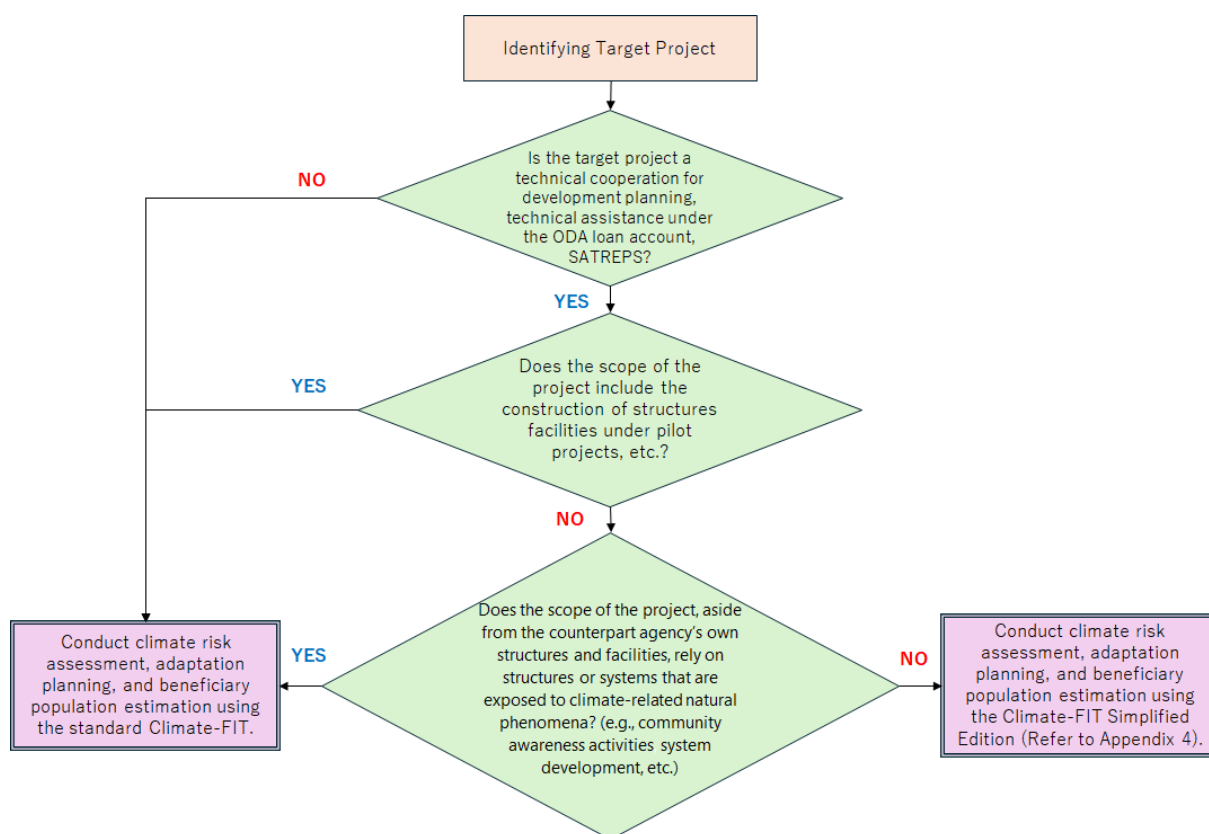 Identifying Target Project
Is the target project a
technical cooperation for
development planning,
technical assistance under
the ODA loan account,
SATREPS?
NO
YES
Does the scope of the
project include the
construction of structures
facilities under pilot
projects, etc.?
YES
NO
Does the scope of the project, aside
from the counterpart agency's own
structures and facilities, rely on
structures or systems that are
exposed to climate-related natural
phenomena? (e.g., community
awareness activities system
development, etc.)
YES
NO
Conduct climate risk
assessment, adaptation
planning, and beneficiary
population estimation using
the standard Climate-FIT.
Conduct climate risk
assessment, adaptation
planning, and beneficiary
population estimation using
the Climate-FIT Simplified
Edition (Refer to Appendix 4).